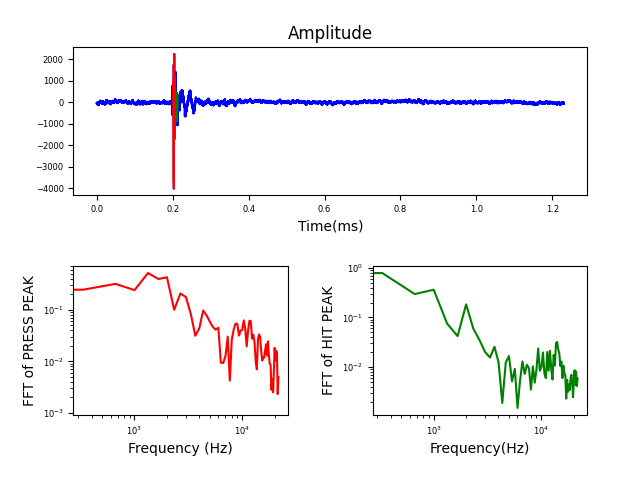 Amplitude
2000
1000
0
−1000
−2000
−3000
−4000
0.0 0.2 0.4 0.6 0.8 1.0 1.2
Time(ms)
FFT of PRESS PEAK
10⁻¹
10⁻²
10⁻³
10³ 10⁴
Frequency (Hz)
FFT of HIT PEAK
10⁰
10⁻¹
10⁻²
10³ 10⁴
Frequency(Hz)